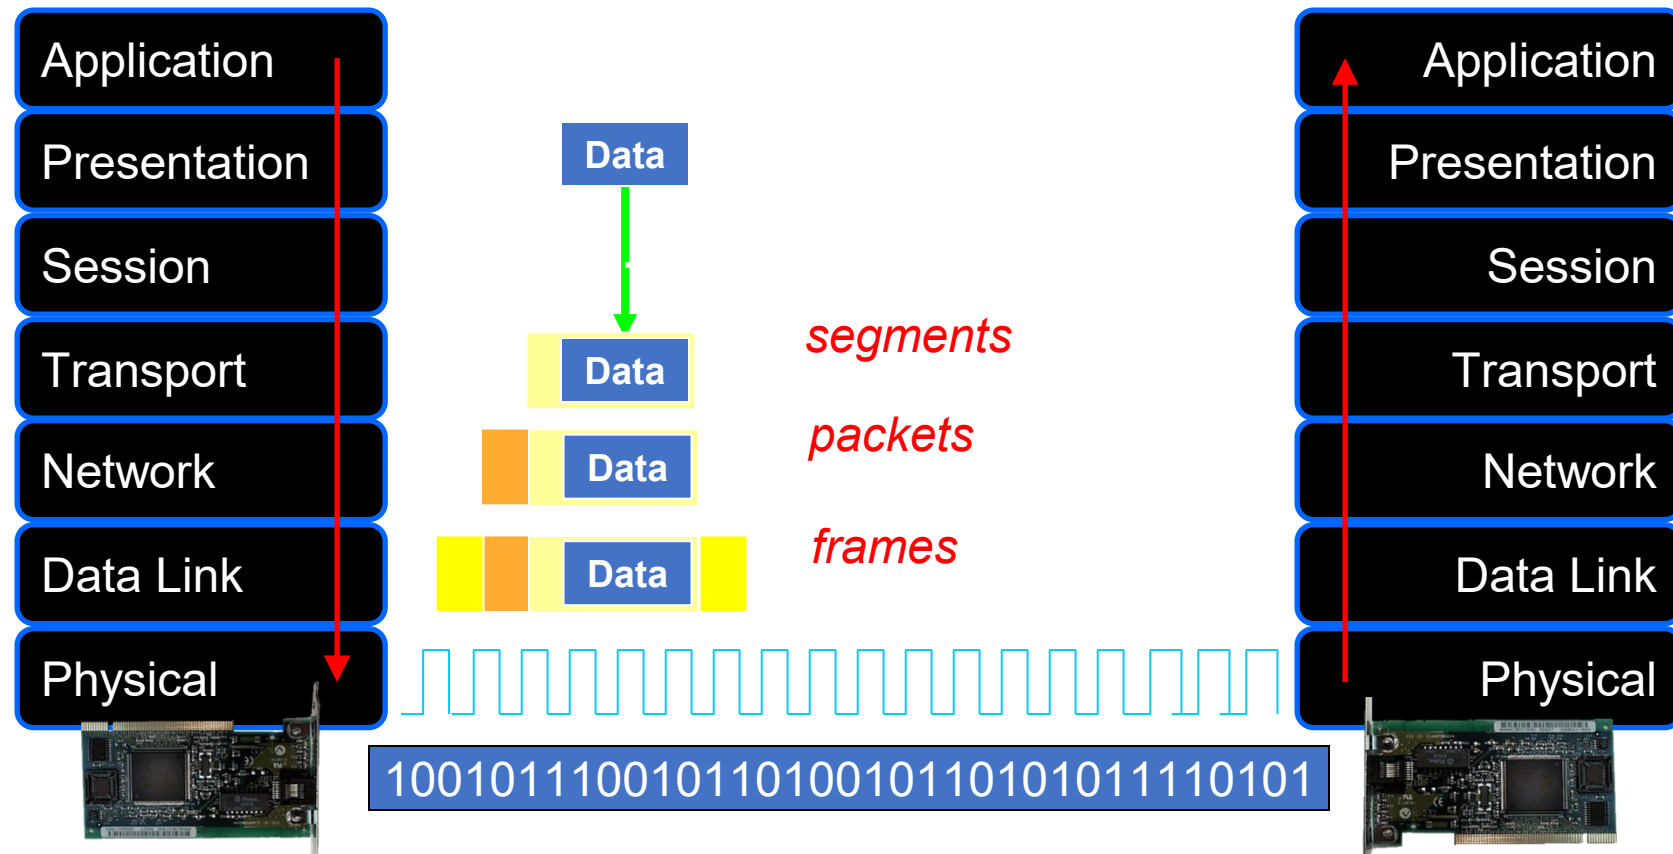 Application
Presentation
Session
Transport
Network
Data Link
Physical
Data
Data
segments
Data
packets
Data
frames
1001011100101101001011010101110101
Application
Presentation
Session
Transport
Network
Data Link
Physical